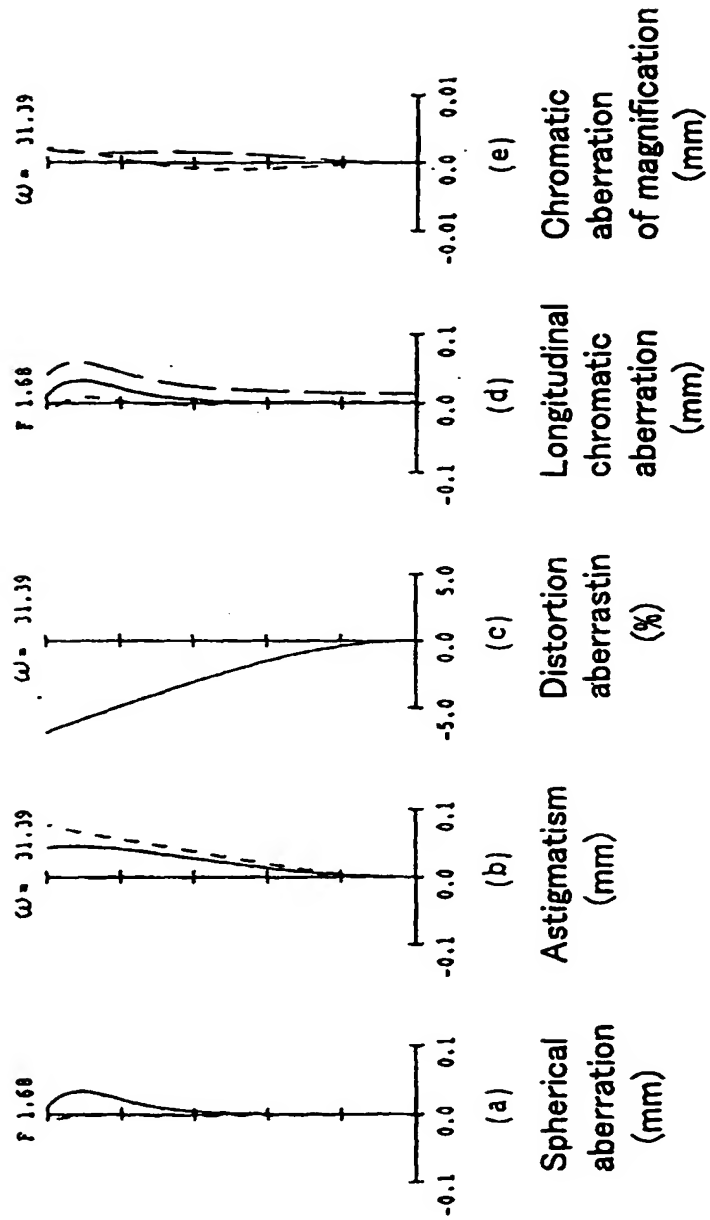 F 1.68
-0.1 0.0 0.1
(a)
Spherical
aberration
(mm)
ω= 31.39
-0.1 0.0 0.1
(b)
Astigmatism
(mm)
ω= 31.39
-5.0 0.0 5.0
(c)
Distortion
aberrastin
(%)
F 1.68
-0.1 0.0 0.1
(d)
Longitudinal
chromatic
aberration
(mm)
ω= 31.39
-0.01 0.0 0.01
(e)
Chromatic
aberration
of magnification
(mm)